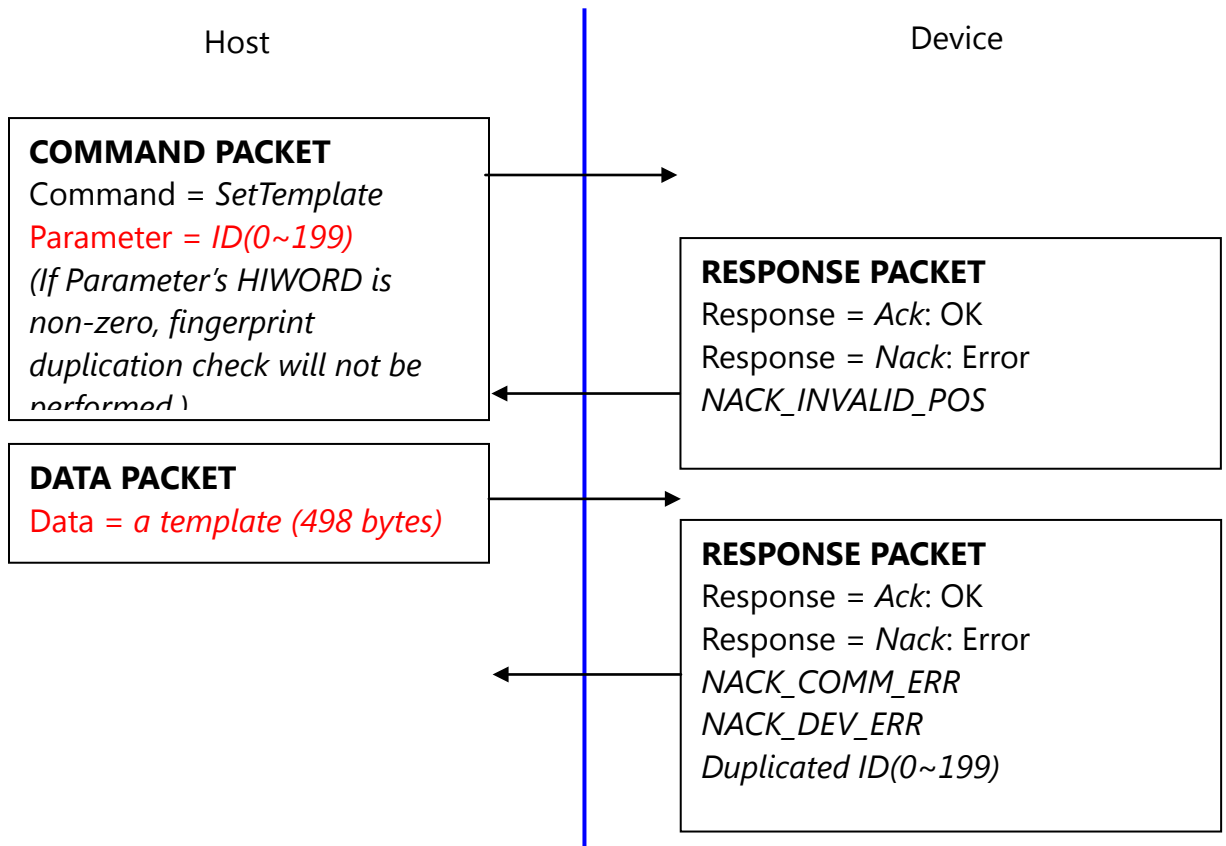 Host
Device
COMMAND PACKET
Command = SetTemplate
Parameter = ID(0~199)
(If Parameter’s HIWORD is
non-zero, fingerprint
duplication check will not be
performed.)
RESPONSE PACKET
Response = Ack: OK
Response = Nack: Error
NACK_INVALID_POS
DATA PACKET
Data = a template (498 bytes)
RESPONSE PACKET
Response = Ack: OK
Response = Nack: Error
NACK_COMM_ERR
NACK_DEV_ERR
Duplicated ID(0~199)